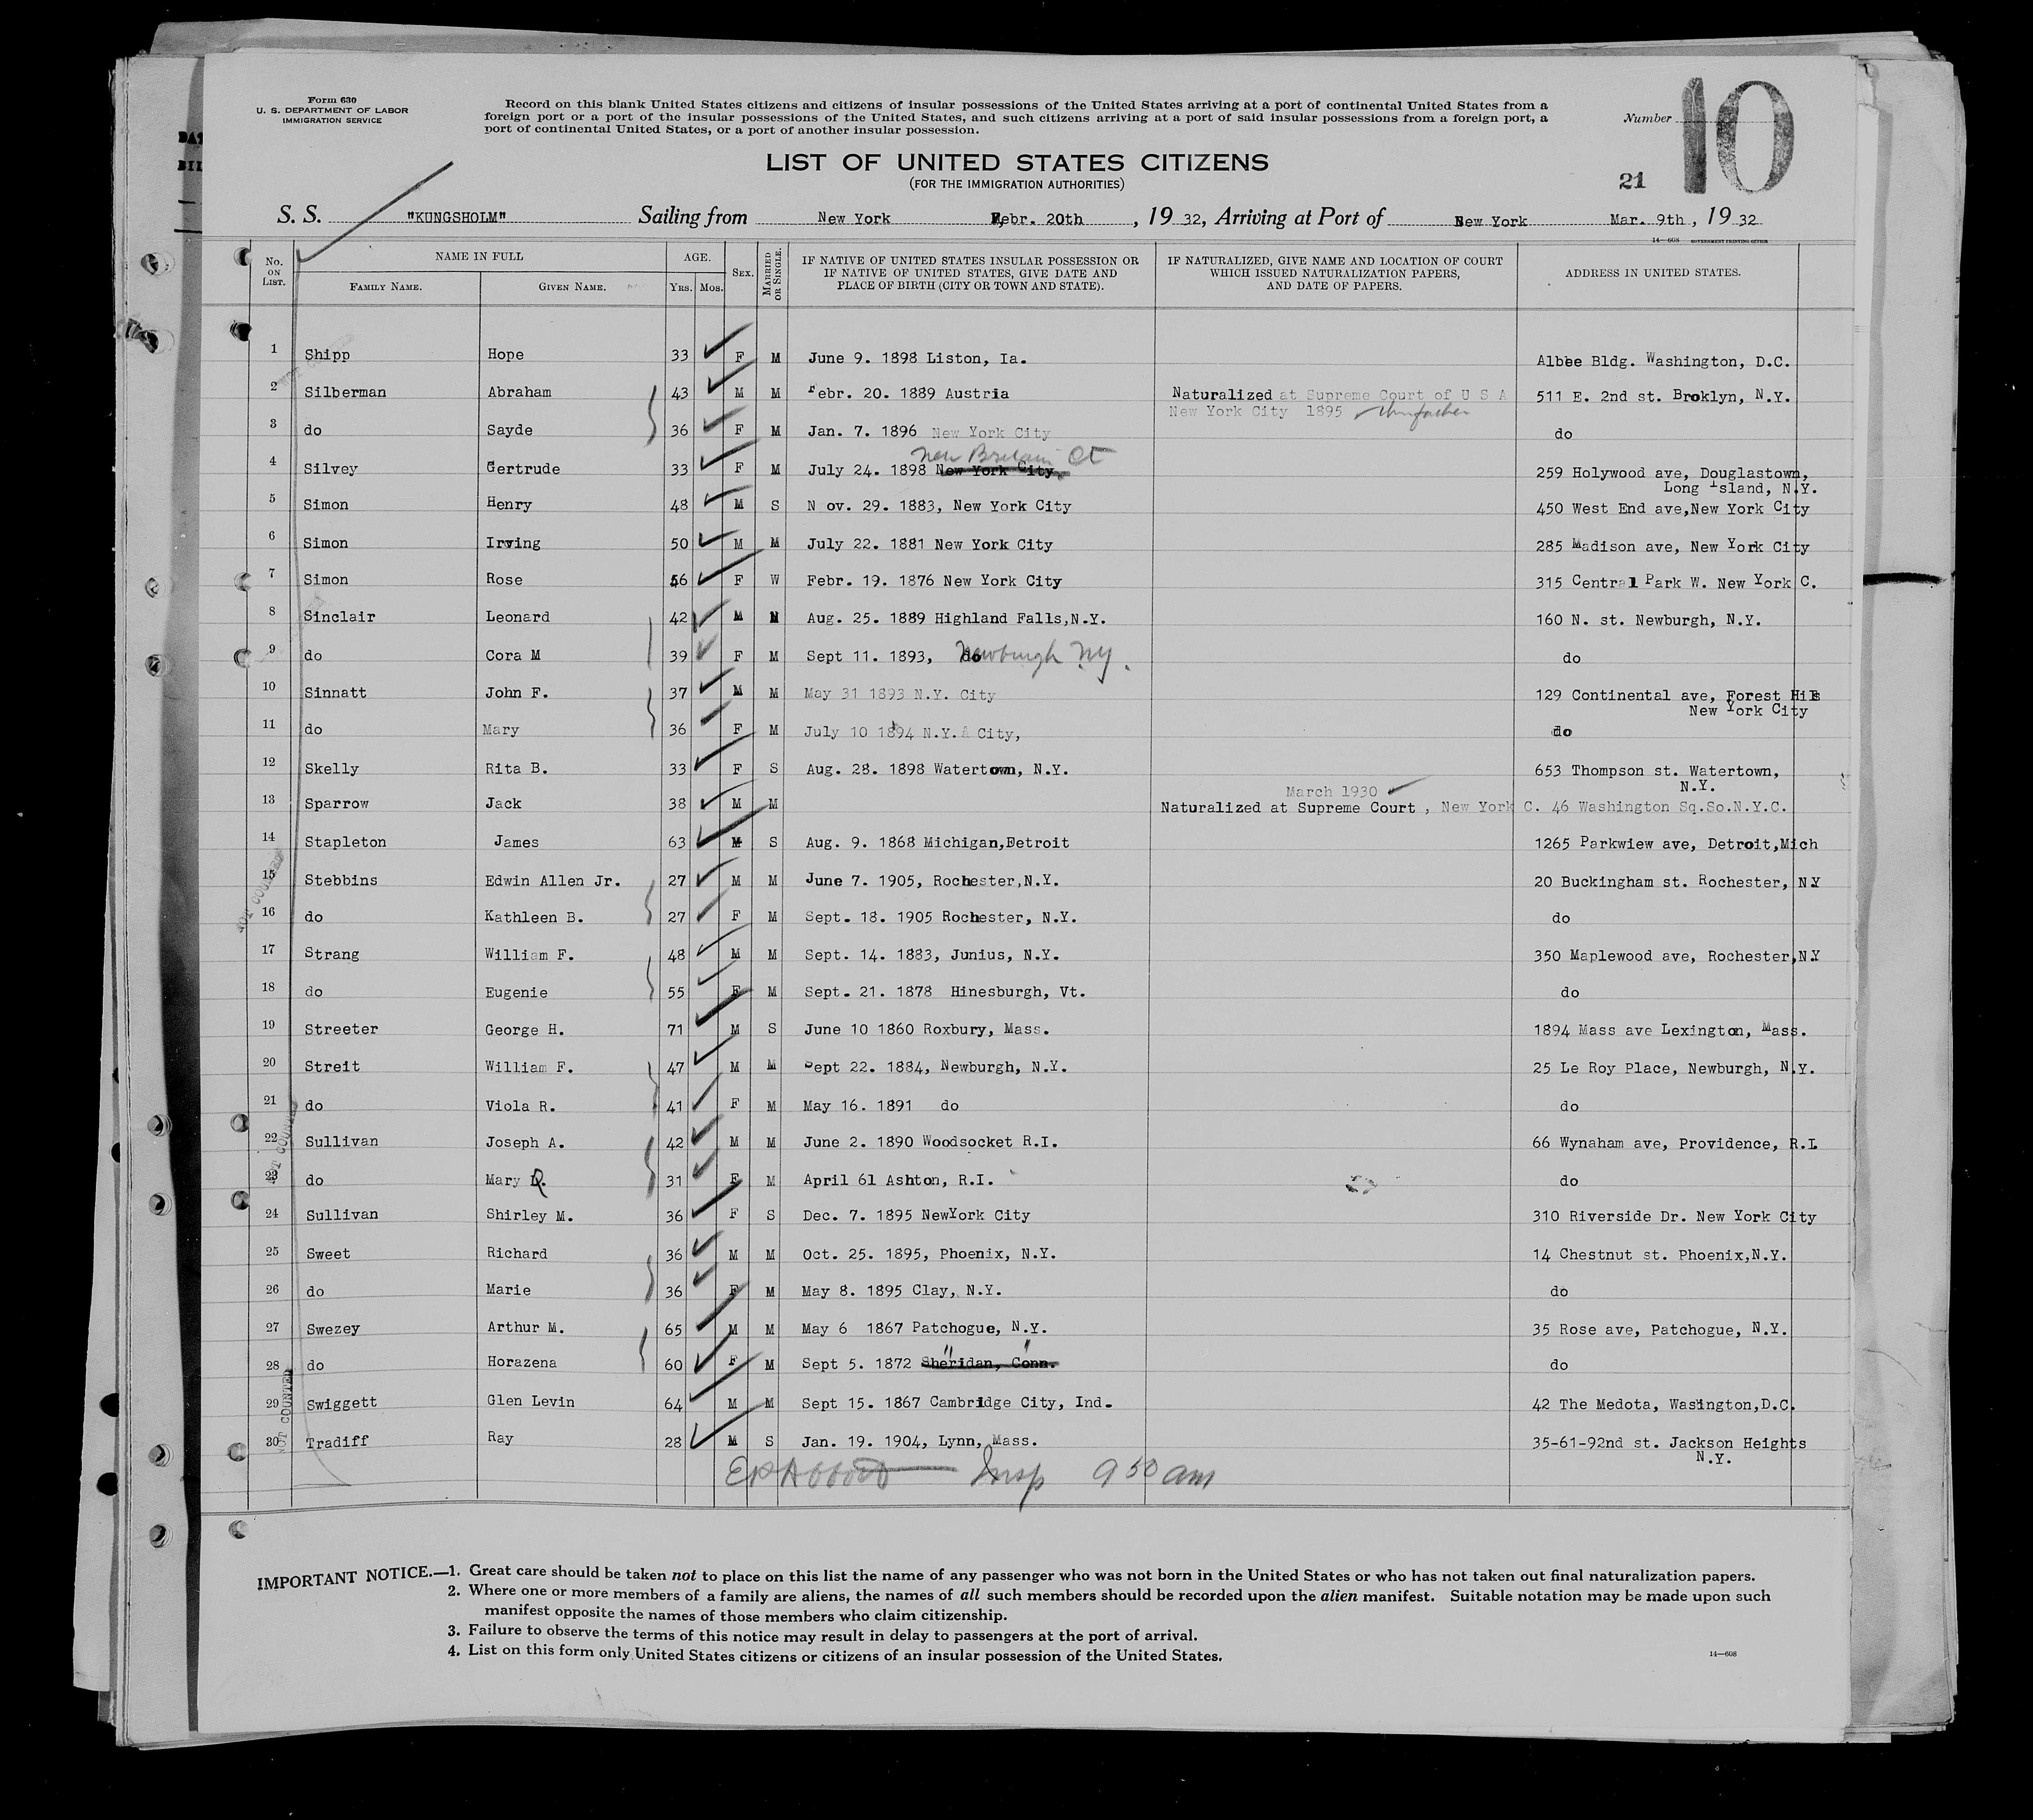 Form 630
U. S. DEPARTMENT OF LABOR
IMMIGRATION SERVICE
Record on this blank United States citizens and citizens of insular possessions of the United States arriving at a port of continental United States from a
foreign port or a port of the insular possessions of the United States, and such citizens arriving at a port of said insular possessions from a foreign port, a
port of continental United States, or a port of another insular possession.
Number 10
21
LIST OF UNITED STATES CITIZENS
(FOR THE IMMIGRATION AUTHORITIES)
S. S. "KUNGSHOLM" Sailing from New York Febr. 20th, 19 32, Arriving at Port of New York Mar. 9th, 19 32
14—608 GOVERNMENT PRINTING OFFICE
No. ON LIST. NAME IN FULL FAMILY NAME. GIVEN NAME. AGE. YRS. MOS. SEX. MARRIED OR SINGLE. IF NATIVE OF UNITED STATES INSULAR POSSESSION OR IF NATIVE OF UNITED STATES, GIVE DATE AND PLACE OF BIRTH (CITY OR TOWN AND STATE). IF NATURALIZED, GIVE NAME AND LOCATION OF COURT WHICH ISSUED NATURALIZATION PAPERS, AND DATE OF PAPERS. ADDRESS IN UNITED STATES.
1 Shipp Hope 33 F M June 9. 1898 Liston, Ia. Albee Bldg. Washington, D.C.
2 Silberman Abraham 43 M M Febr. 20. 1889 Austria Naturalized at Supreme Court of U S A 511 E. 2nd st. Broklyn, N.Y.
New York City 1895
3 do Sayde 36 F M Jan. 7. 1896 New York City do
New Britain Ct
4 Silvey Gertrude 33 F M July 24. 1898 New York City 259 Holywood ave, Douglastown,
Long Island, N.Y.
5 Simon Henry 48 M S N ov. 29. 1883, New York City 450 West End ave,New York City
6 Simon Irving 50 M M July 22. 1881 New York City 285 Madison ave, New York City
7 Simon Rose 56 F W Febr. 19. 1876 New York City 315 Central Park W. New York C.
8 Sinclair Leonard 42 M M Aug. 25. 1889 Highland Falls,N.Y. 160 N. st. Newburgh, N.Y.
9 do Cora M 39 F M Sept 11. 1893, do Newburgh N.Y. do
10 Sinnatt John F. 37 M M May 31 1893 N.Y. City 129 Continental ave, Forest Hils
New York City
11 do Mary 36 F M July 10 1894 N.Y. City, do
12 Skelly Rita B. 33 F S Aug. 28. 1898 Watertown, N.Y. 653 Thompson st. Watertown,
N.Y.
March 1930
13 Sparrow Jack 38 M M Naturalized at Supreme Court , New York C. 46 Washington Sq.So.N.Y.C.
14 Stapleton James 63 M S Aug. 9. 1868 Michigan,Detroit 1265 Parkwiew ave, Detroit,Mich
15 Stebbins Edwin Allen Jr. 27 M M June 7. 1905, Rochester,N.Y. 20 Buckingham st. Rochester, NY
16 do Kathleen B. 27 F M Sept. 18. 1905 Rochester, N.Y. do
17 Strang William F. 48 M M Sept. 14. 1883, Junius, N.Y. 350 Maplewood ave, Rochester,N.Y
18 do Eugenie 55 F M Sept. 21. 1878 Hinesburgh, Vt. do
19 Streeter George H. 71 M S June 10 1860 Roxbury, Mass. 1894 Mass ave Lexington, Mass.
20 Streit William F. 47 M M Sept 22. 1884, Newburgh, N.Y. 25 Le Roy Place, Newburgh, N.Y.
21 do Viola R. 41 F M May 16. 1891 do do
22 Sullivan Joseph A. 42 M M June 2. 1890 Woodsocket R.I. 66 Wynaham ave, Providence, R.I.
23 do Mary R. 31 F M April 61 Ashton, R.I. do
24 Sullivan Shirley M. 36 F S Dec. 7. 1895 NewYork City 310 Riverside Dr. New York City
25 Sweet Richard 36 M M Oct. 25. 1895, Phoenix, N.Y. 14 Chestnut st. Phoenix,N.Y.
26 do Marie 36 F M May 8. 1895 Clay, N.Y. do
27 Swezey Arthur M. 65 M M May 6 1867 Patchogue, N.Y. 35 Rose ave, Patchogue, N.Y.
28 do Horazena 60 F M Sept 5. 1872 Sheridan, Conn. " " do
29 Swiggett Glen Levin 64 M M Sept 15. 1867 Cambridge City, Ind. 42 The Medota, Wasington,D.C.
30 Tradiff Ray 28 M S Jan. 19. 1904, Lynn, Mass. 35-61-92nd st. Jackson Heights
N.Y.
NOT COUNTED
Insp 9 50 am
IMPORTANT NOTICE.—1. Great care should be taken not to place on this list the name of any passenger who was not born in the United States or who has not taken out final naturalization papers.
2. Where one or more members of a family are aliens, the names of all such members should be recorded upon the alien manifest. Suitable notation may be made upon such
manifest opposite the names of those members who claim citizenship.
3. Failure to observe the terms of this notice may result in delay to passengers at the port of arrival.
4. List on this form only United States citizens or citizens of an insular possession of the United States.
14—608